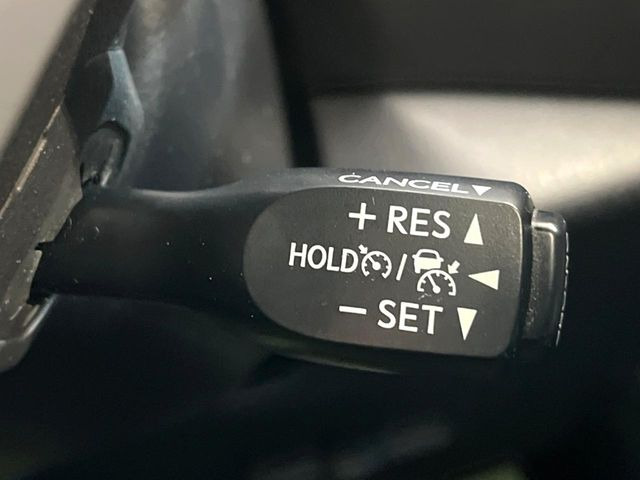 CANCEL▼
+ RES ▲
HOLD / ◀
− SET ▼